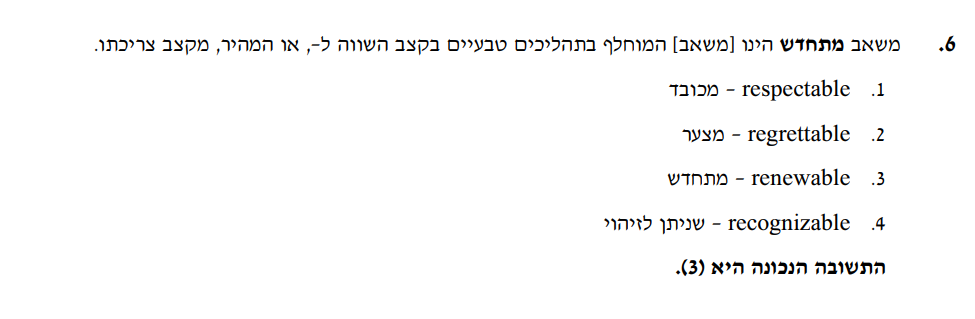 6. משאב מתחדש הינו [משאב] המוחלף בתהליכים טבעיים בקצב השווה ל-, או המהיר, מקצב צריכתו.
1. respectable - מכובד
2. regrettable - מצער
3. renewable - מתחדש
4. recognizable - שניתן לזיהוי
התשובה הנכונה היא (3).